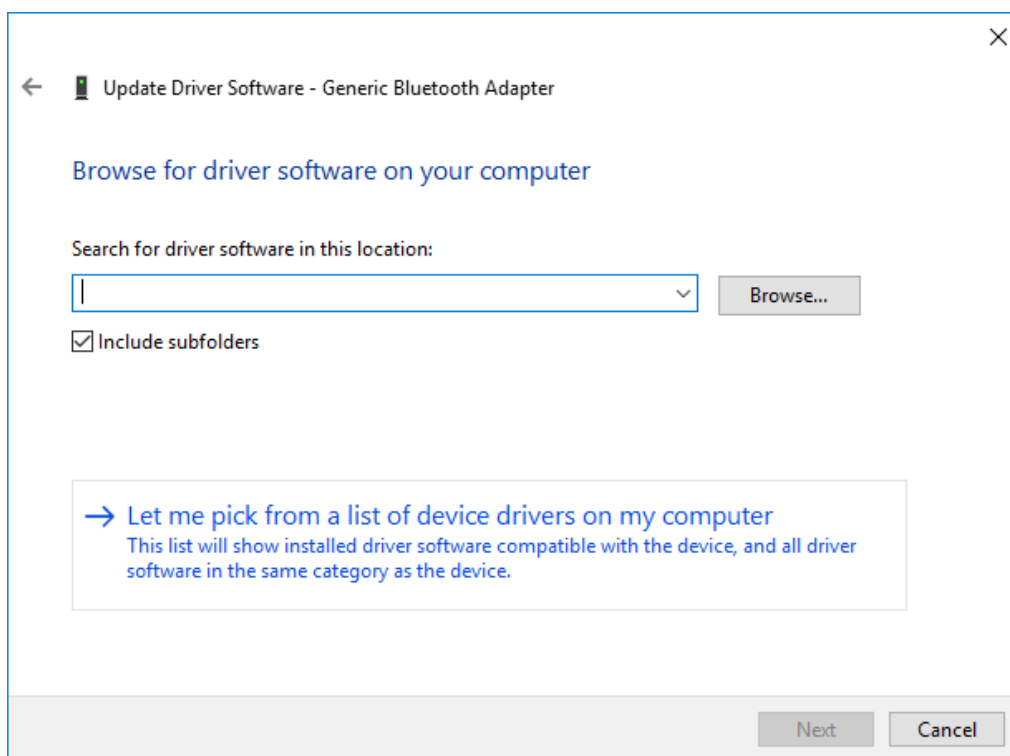 Update Driver Software - Generic Bluetooth Adapter
Browse for driver software on your computer
Search for driver software in this location:
Browse...
Include subfolders
Let me pick from a list of device drivers on my computer
This list will show installed driver software compatible with the device, and all driver
software in the same category as the device.
Next
Cancel